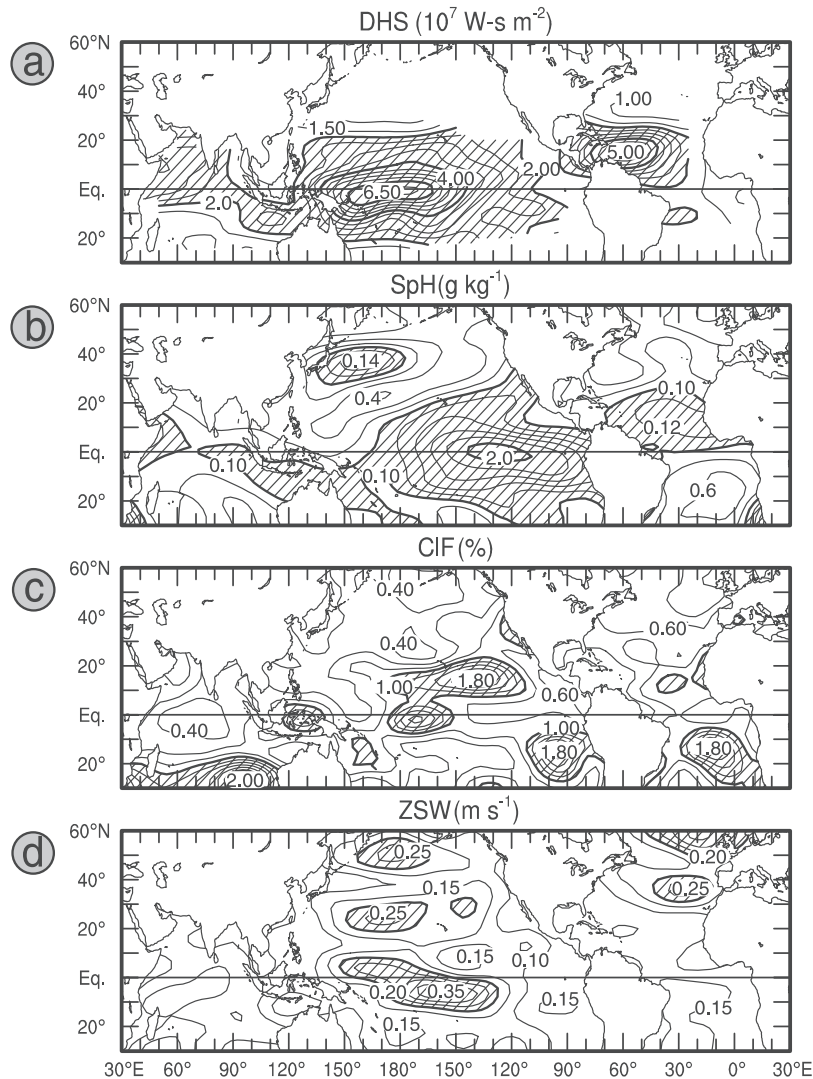 DHS (10⁷ W-s m⁻²)
a
60°N
40°
20°
Eq.
20°
1.00
1.50
5.00
2.00
4.00
6.50
2.0
SpH(g kg⁻¹)
b
60°N
40°
20°
Eq.
20°
0.14
0.4
0.10
0.12
2.0
0.10
0.10
0.6
ClF(%)
c
60°N
40°
20°
Eq.
20°
0.40
0.60
0.40
1.80
1.00
0.60
0.40
1.00
1.80
1.80
2.00
ZSW(m s⁻¹)
d
60°N
40°
20°
Eq.
20°
0.25
0.20
0.15
0.25
0.25
0.15
0.10
0.20
0.35
0.15
0.15
0.15
30°E 60° 90° 120° 150° 180° 150° 120° 90° 60° 30° 0° 30°E